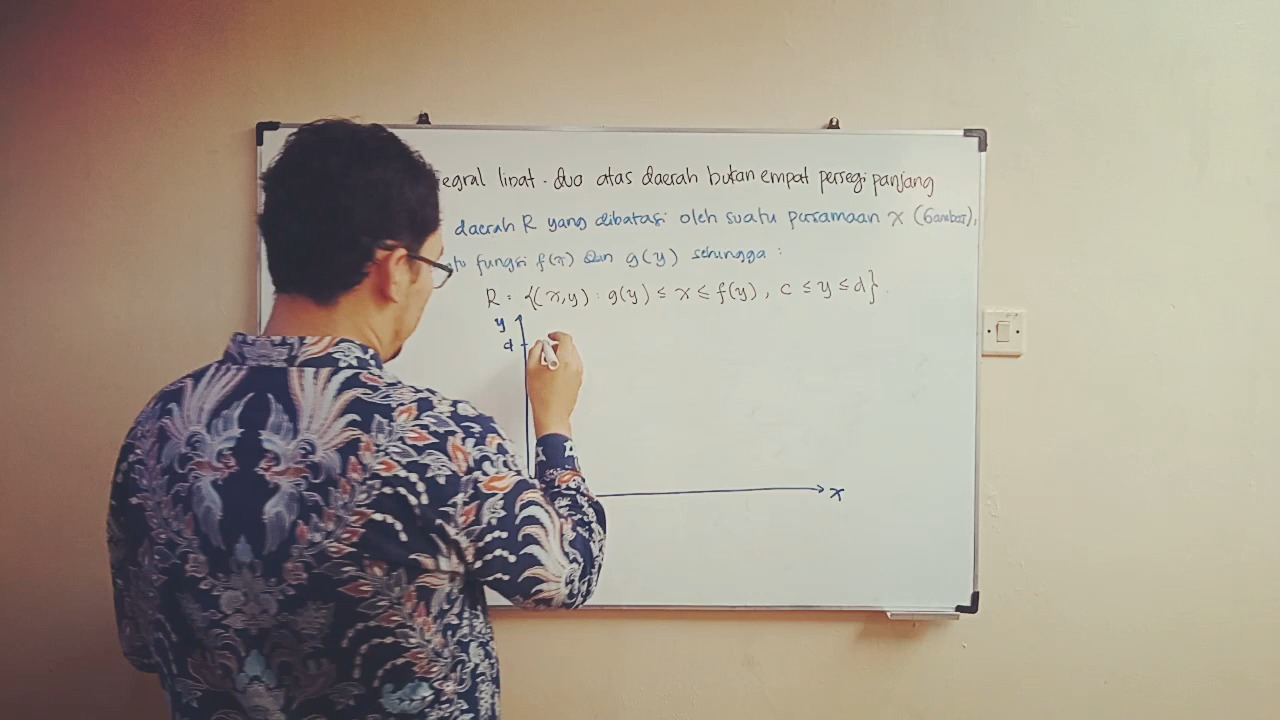 egral lipat. dua atas daerah bukan empat persegi panjang
daerah R yang dibatasi oleh suatu persamaan x (Gambar),
tu fungsi f(x) dan g(y) sehingga :
R = {(x,y) : g(y) ≤ x ≤ f(y), c ≤ y ≤ d}.
y
d
x